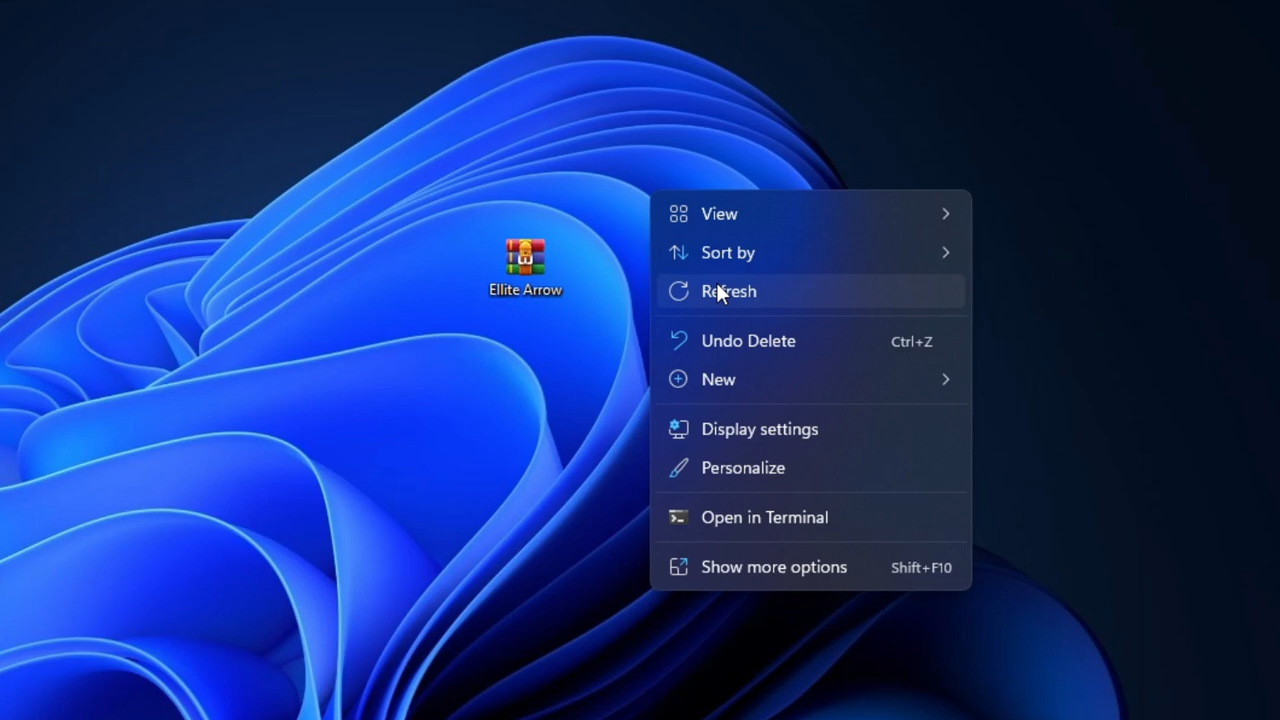 View
Sort by
Ellite Arrow
Refresh
Undo Delete Ctrl+Z
New
Display settings
Personalize
Open in Terminal
Show more options Shift+F10